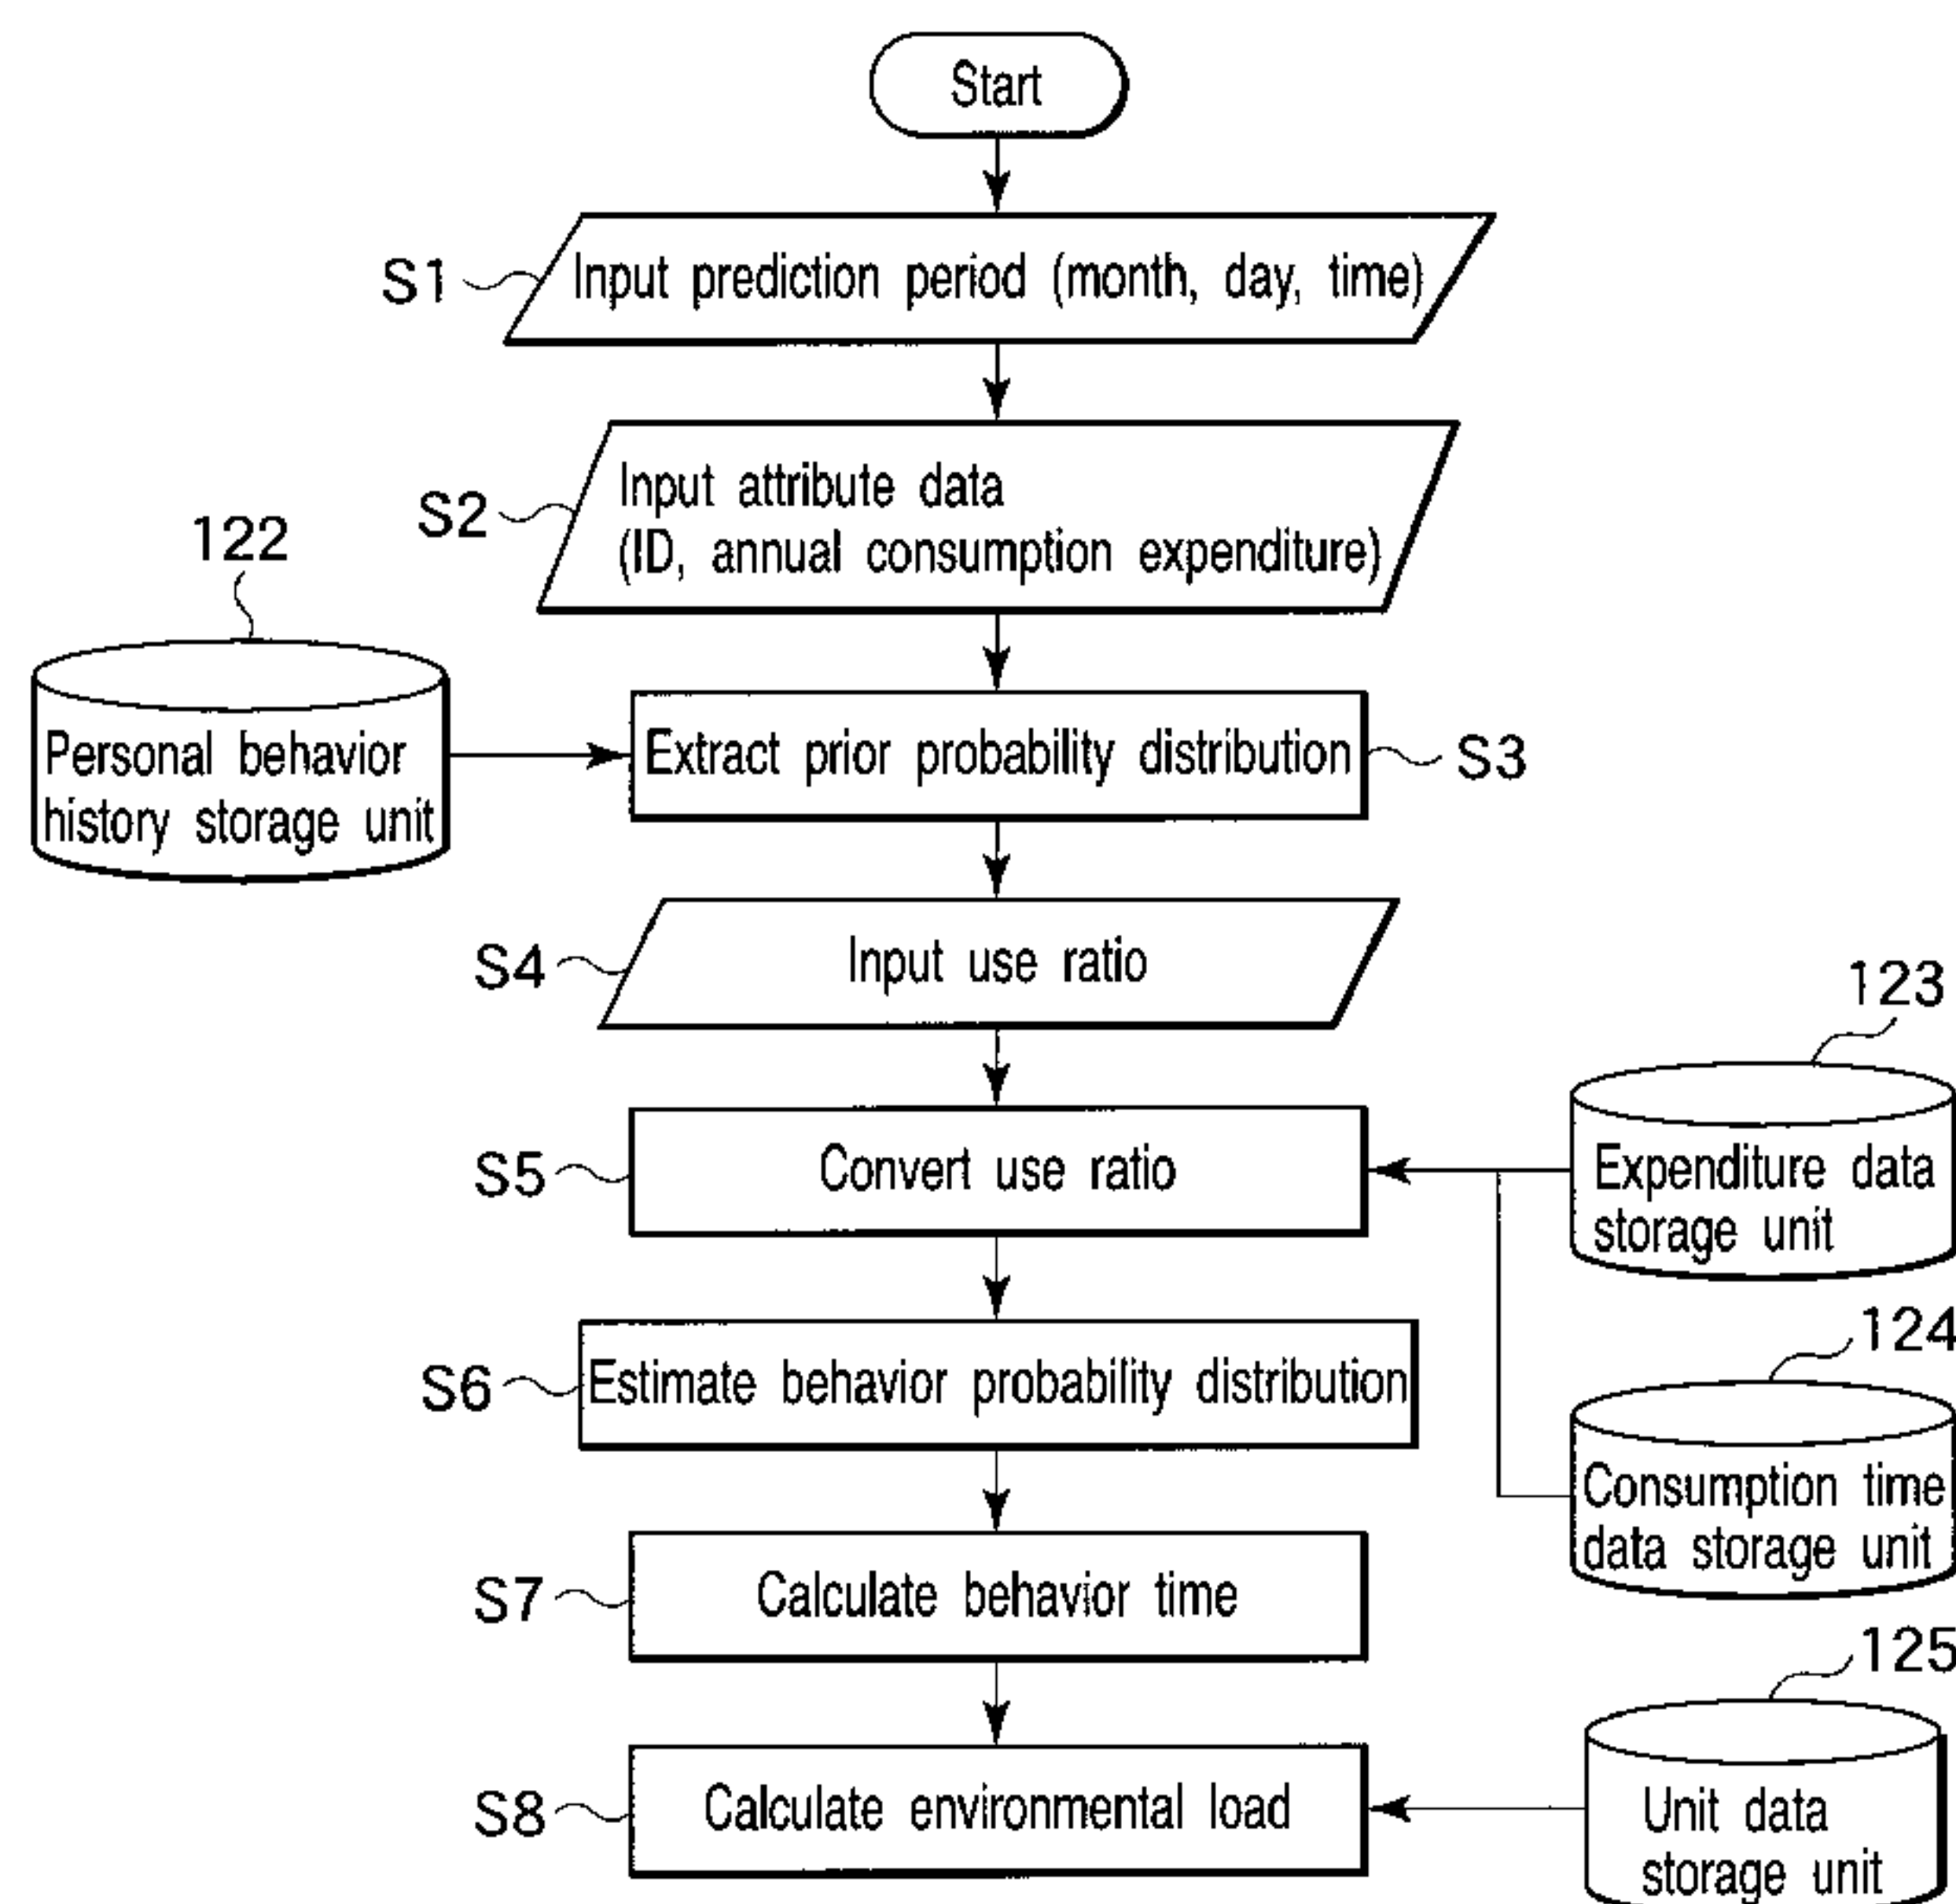 Start
S1
Input prediction period (month, day, time)
S2
Input attribute data
(ID, annual consumption expenditure)
122
Personal behavior
history storage unit
Extract prior probability distribution
S3
S4
Input use ratio
123
S5
Convert use ratio
Expenditure data
storage unit
124
S6
Estimate behavior probability distribution
Consumption time
data storage unit
S7
Calculate behavior time
125
S8
Calculate environmental load
Unit data
storage unit